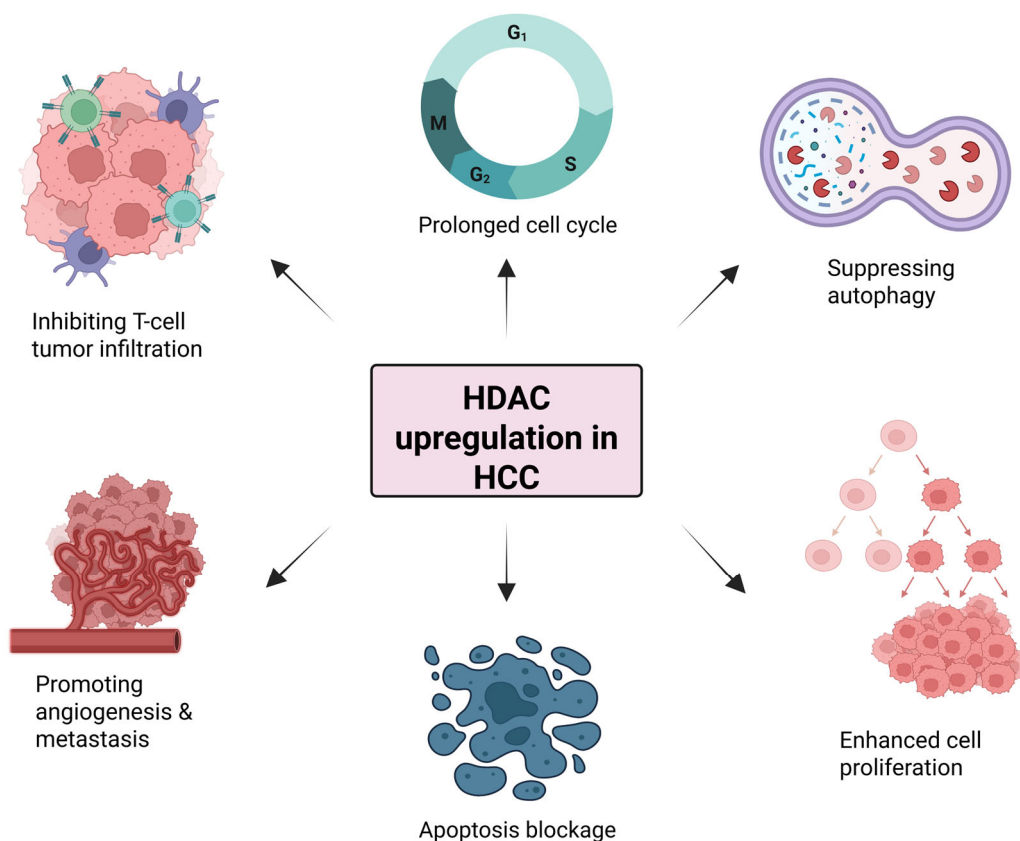 G₁
M
G₂
S
Prolonged cell cycle
Inhibiting T-cell
tumor infiltration
Suppressing
autophagy
HDAC
upregulation in
HCC
Promoting
angiogenesis &
metastasis
Apoptosis blockage
Enhanced cell
proliferation